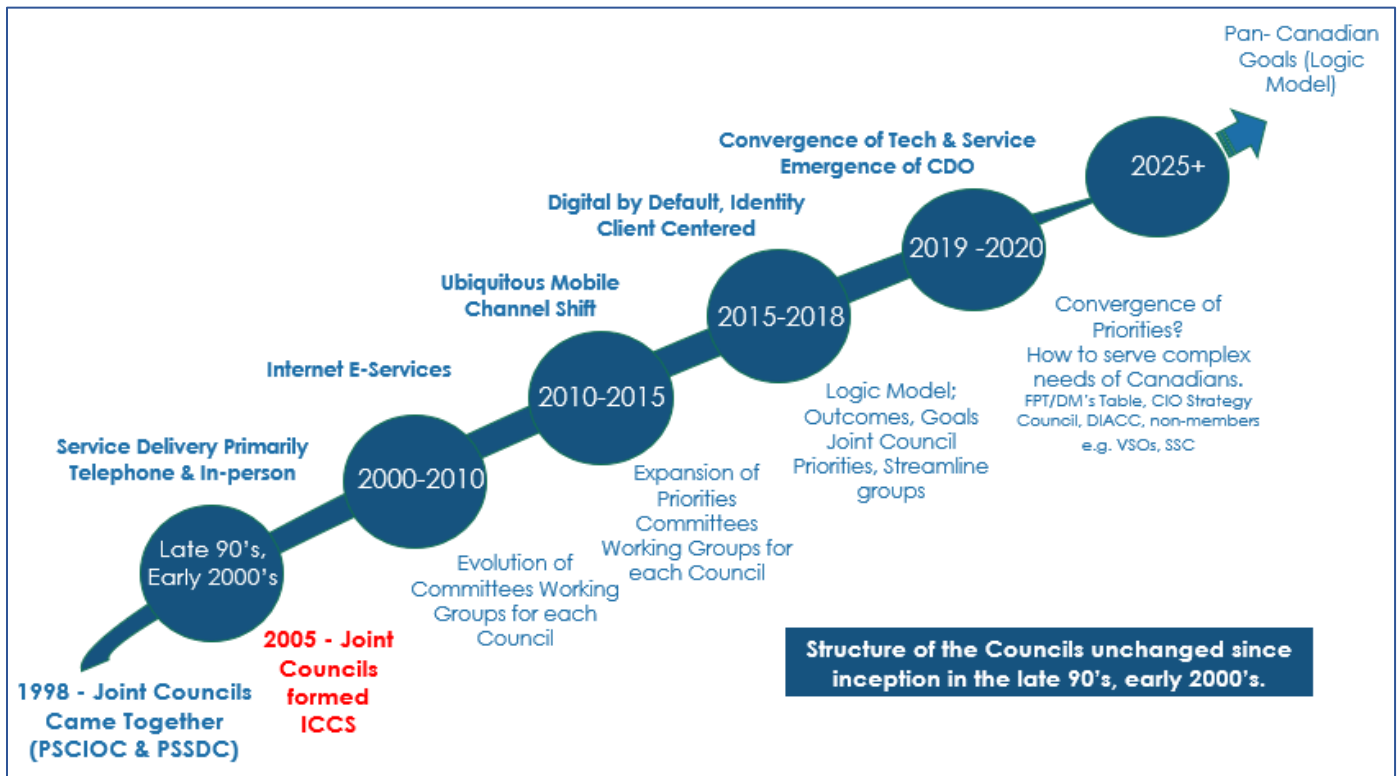 Pan- Canadian
Goals (Logic
Model)
Convergence of Tech & Service
Emergence of CDO
2025+
Digital by Default, Identity
Client Centered
2019 -2020
Ubiquitous Mobile
Channel Shift
2015-2018
Convergence of
Priorities?
How to serve complex
needs of Canadians.
FPT/DM's Table, CIO Strategy
Council, DIACC, non-members
e.g. VSOs, SSC
Internet E-Services
2010-2015
Logic Model;
Outcomes, Goals
Joint Council
Priorities, Streamline
groups
Service Delivery Primarily
Telephone & In-person
2000-2010
Expansion of
Priorities
Committees
Working Groups for
each Council
Late 90's,
Early 2000's
Evolution of
Committees Working
Groups for each
Council
2005 - Joint
Councils
formed
ICCS
Structure of the Councils unchanged since
inception in the late 90's, early 2000's.
1998 - Joint Councils
Came Together
(PSCIOC & PSSDC)